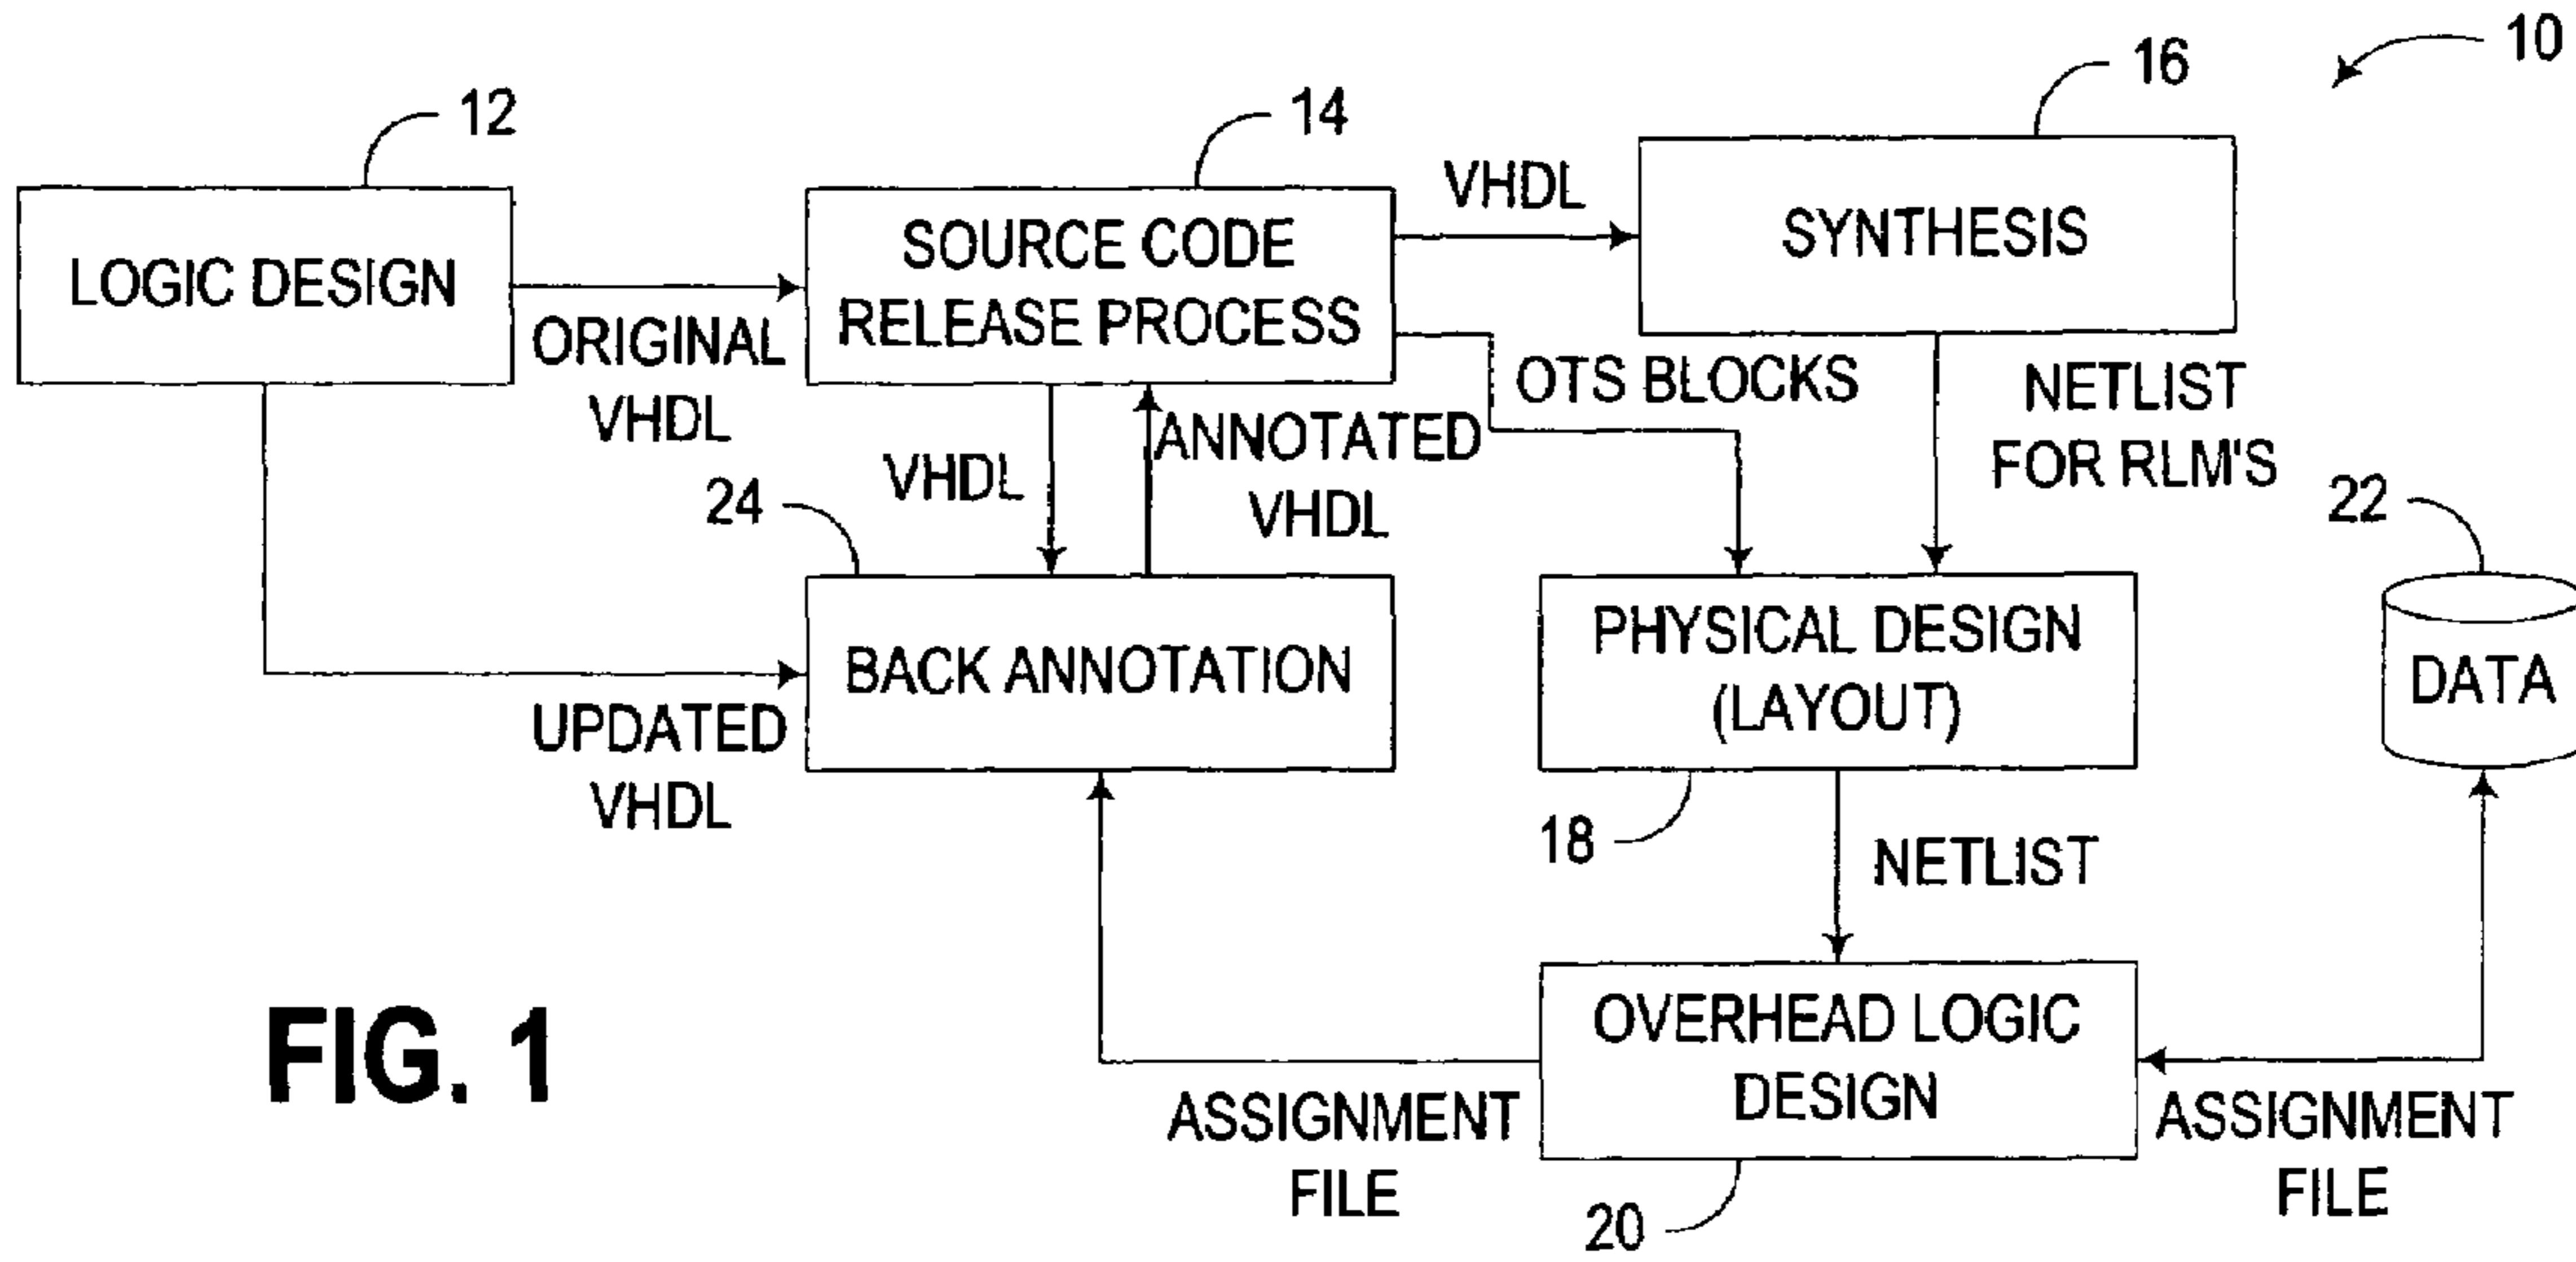 10
12
14
16
LOGIC DESIGN
ORIGINAL
VHDL
SOURCE CODE
RELEASE PROCESS
VHDL
SYNTHESIS
OTS BLOCKS
NETLIST
FOR RLM'S
VHDL
ANNOTATED
VHDL
24
22
BACK ANNOTATION
UPDATED
VHDL
PHYSICAL DESIGN
(LAYOUT)
DATA
18
NETLIST
OVERHEAD LOGIC
DESIGN
ASSIGNMENT
FILE
ASSIGNMENT
FILE
20
FIG. 1